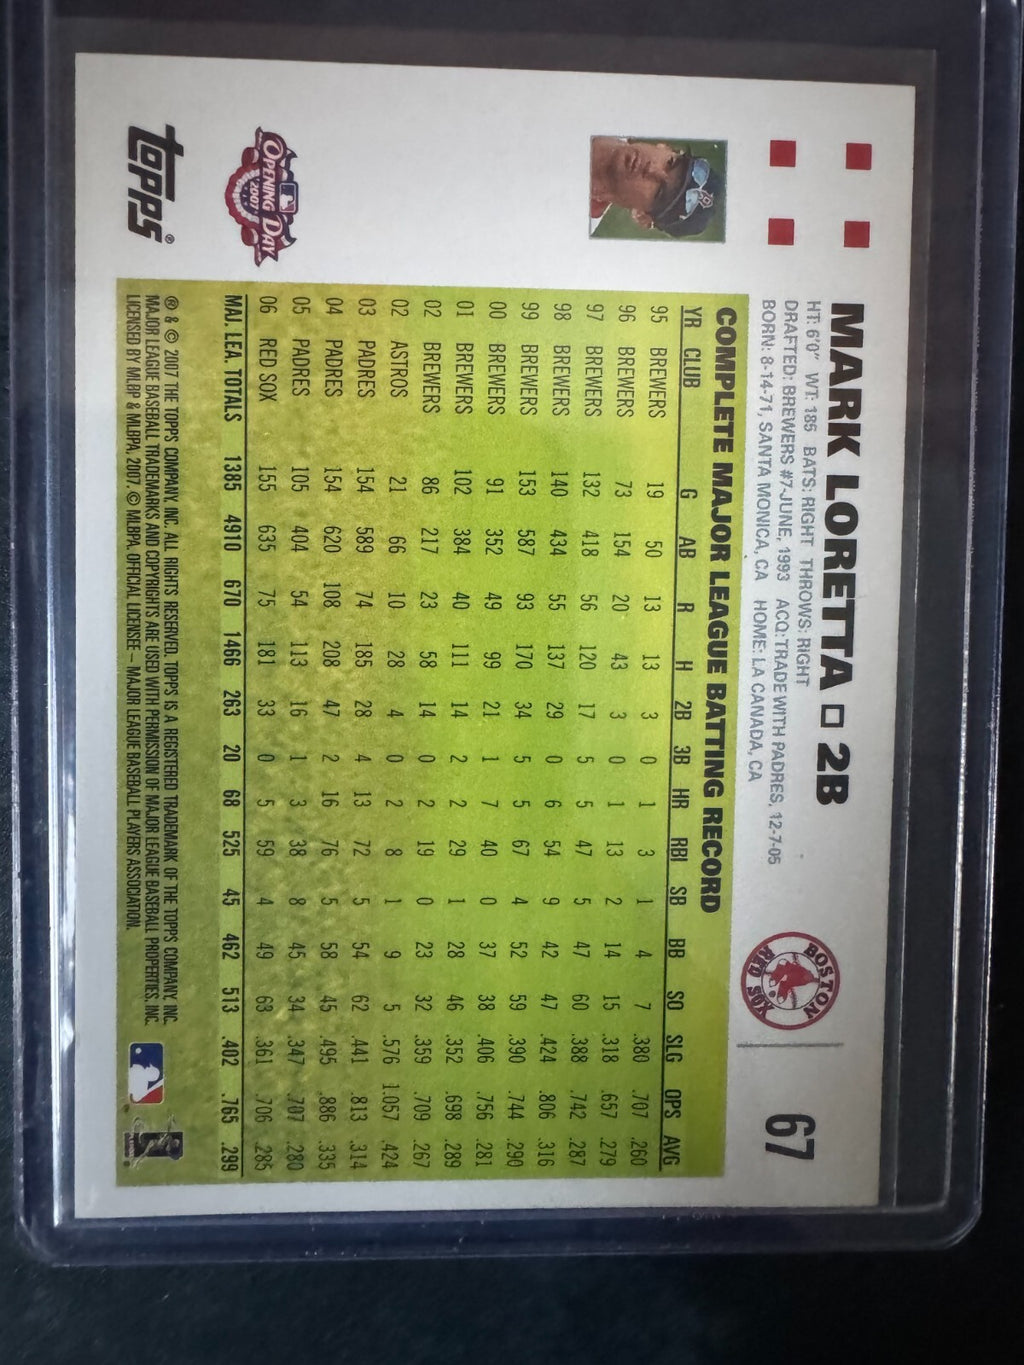 MARK LORETTA □ 2B
67
HT: 6'0" WT: 185 BATS: RIGHT THROWS: RIGHT
DRAFTED: BREWERS #7-JUNE, 1993 ACQ: TRADE WITH PADRES, 12-7-05
BORN: 8-14-71, SANTA MONICA, CA HOME: LA CANADA, CA
BOSTON
RED SOX
COMPLETE MAJOR LEAGUE BATTING RECORD
YR CLUB G AB R H 2B 3B HR RBI SB BB SO SLG OPS AVG
95 BREWERS 19 50 13 13 3 0 1 3 1 4 7 .380 .707 .260
96 BREWERS 73 154 20 43 3 0 1 13 2 14 15 .318 .657 .279
97 BREWERS 132 418 56 120 17 5 5 47 5 47 60 .388 .742 .287
98 BREWERS 140 434 55 137 29 0 6 54 9 42 47 .424 .806 .316
99 BREWERS 153 587 93 170 34 5 5 67 4 52 59 .390 .744 .290
00 BREWERS 91 352 49 99 21 1 7 40 0 37 38 .406 .756 .281
01 BREWERS 102 384 40 111 14 2 2 29 1 28 46 .352 .698 .289
02 BREWERS 86 217 23 58 14 0 2 19 0 23 32 .359 .709 .267
02 ASTROS 21 66 10 28 4 0 2 8 1 9 5 .576 1.057 .424
03 PADRES 154 589 74 185 28 4 13 72 5 54 62 .441 .813 .314
04 PADRES 154 620 108 208 47 2 16 76 5 58 45 .495 .886 .335
05 PADRES 105 404 54 113 16 1 3 38 8 45 34 .347 .707 .280
06 RED SOX 155 635 75 181 33 0 5 59 4 49 63 .361 .706 .285
MAJ. LEA. TOTALS 1385 4910 670 1466 263 20 68 525 45 462 513 .402 .765 .299
OPENING DAY
2007
topps®
® & © 2007 THE TOPPS COMPANY, INC. ALL RIGHTS RESERVED. TOPPS IS A REGISTERED TRADEMARK OF THE TOPPS COMPANY, INC.
MAJOR LEAGUE BASEBALL TRADEMARKS AND COPYRIGHTS ARE USED WITH PERMISSION OF MAJOR LEAGUE BASEBALL PROPERTIES, INC.
LICENSED BY MLBP & MLBPA, 2007. © MLBPA. OFFICIAL LICENSEE – MAJOR LEAGUE BASEBALL PLAYERS ASSOCIATION.